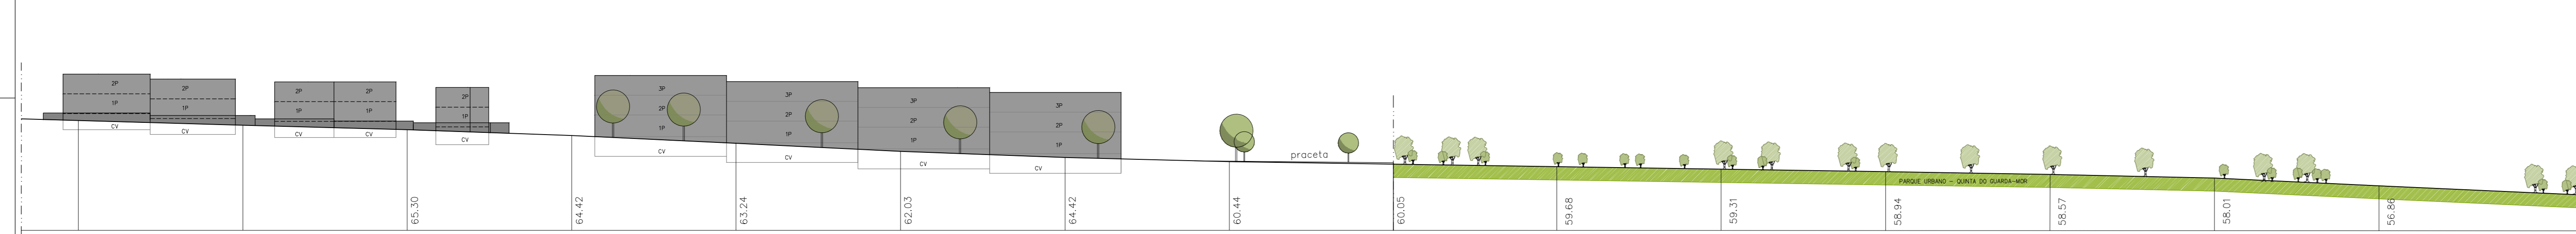 2P
1P
CV
2P
1P
CV
2P
1P
CV
2P
1P
CV
2P
1P
CV
3P
2P
1P
CV
3P
2P
1P
CV
3P
2P
1P
CV
3P
2P
1P
CV
praceta
PARQUE URBANO - QUINTA DO GUARDA-MOR
65.30
64.42
63.24
62.03
64.42
60.44
60.05
59.68
59.31
58.94
58.57
58.01
56.86